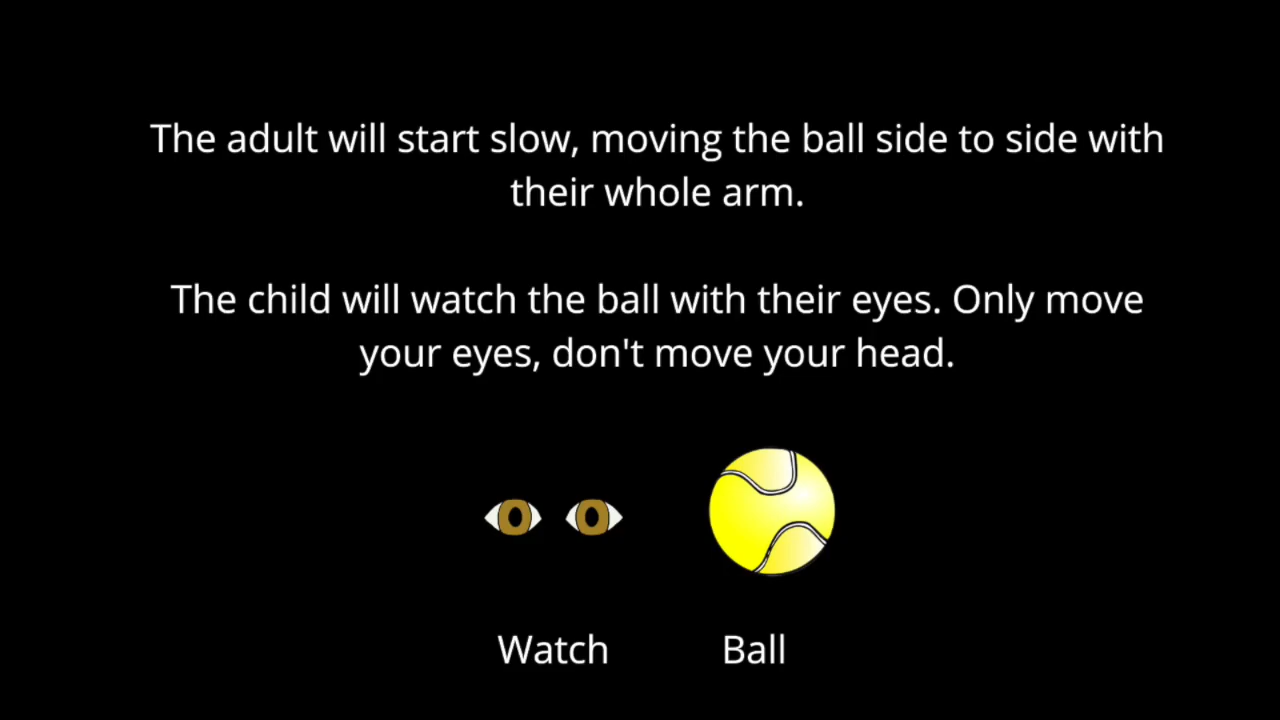 The adult will start slow, moving the ball side to side with
their whole arm.
The child will watch the ball with their eyes. Only move
your eyes, don't move your head.
Watch Ball